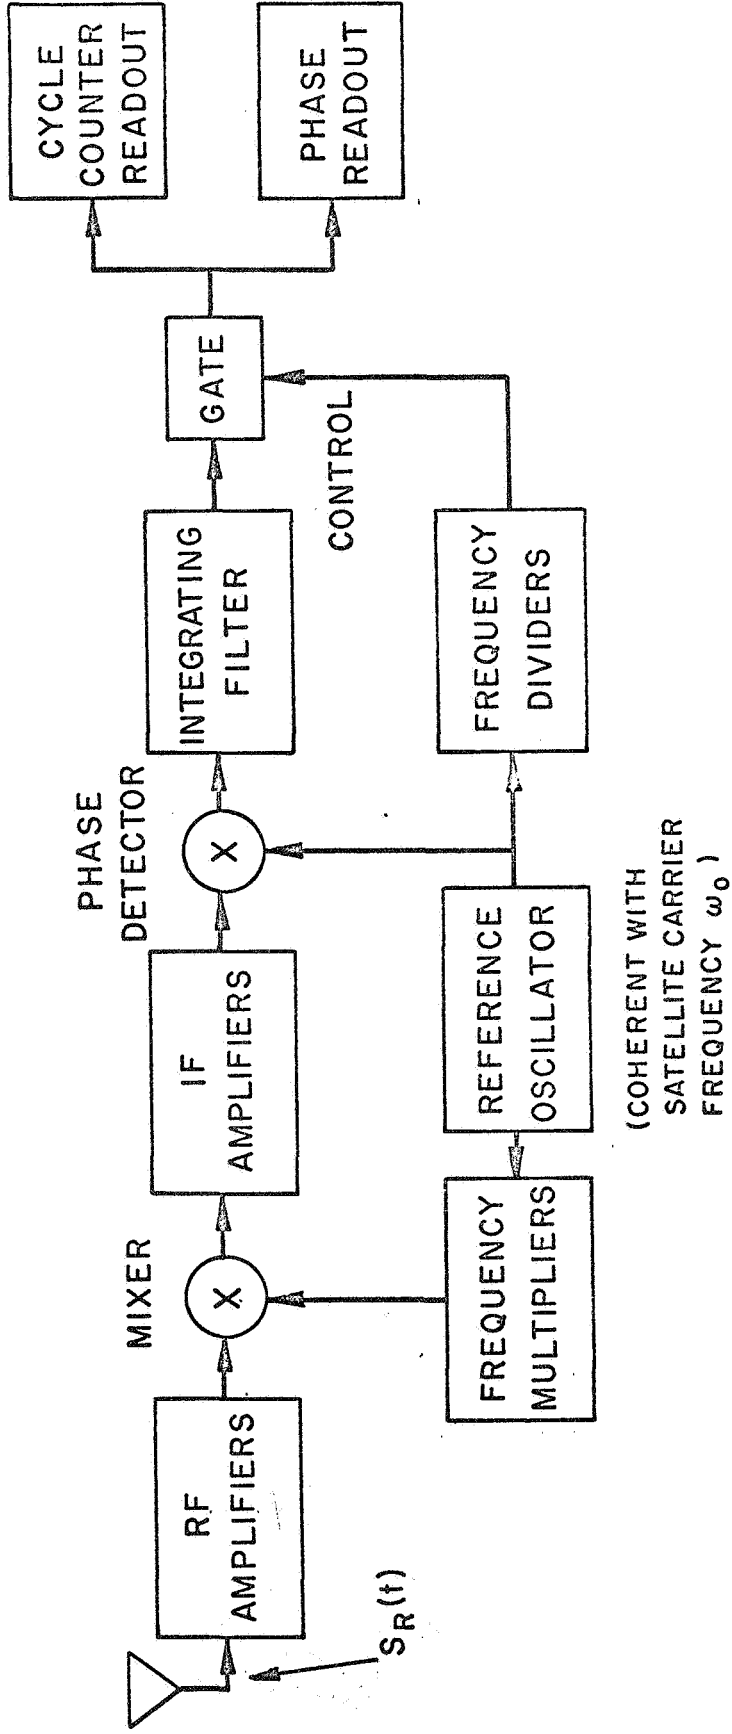 S_R(t)
RF
AMPLIFIERS
MIXER
X
IF
AMPLIFIERS
PHASE
DETECTOR
X
INTEGRATING
FILTER
GATE
CONTROL
CYCLE
COUNTER
READOUT
PHASE
READOUT
FREQUENCY
MULTIPLIERS
REFERENCE
OSCILLATOR
(COHERENT WITH
SATELLITE CARRIER
FREQUENCY ω₀)
FREQUENCY
DIVIDERS